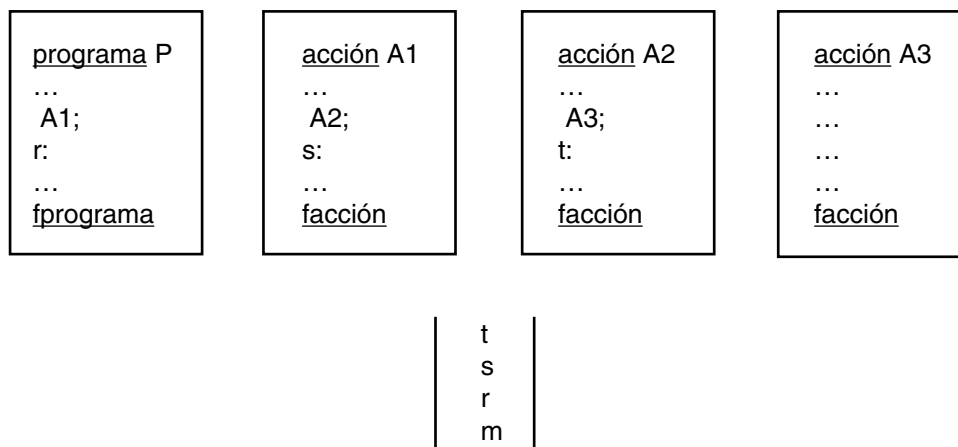 programa P
…
A1;
r:
…
fprograma
acción A1
…
A2;
s:
…
facción
acción A2
…
A3;
t:
…
facción
acción A3
…
…
…
…
facción
t
s
r
m